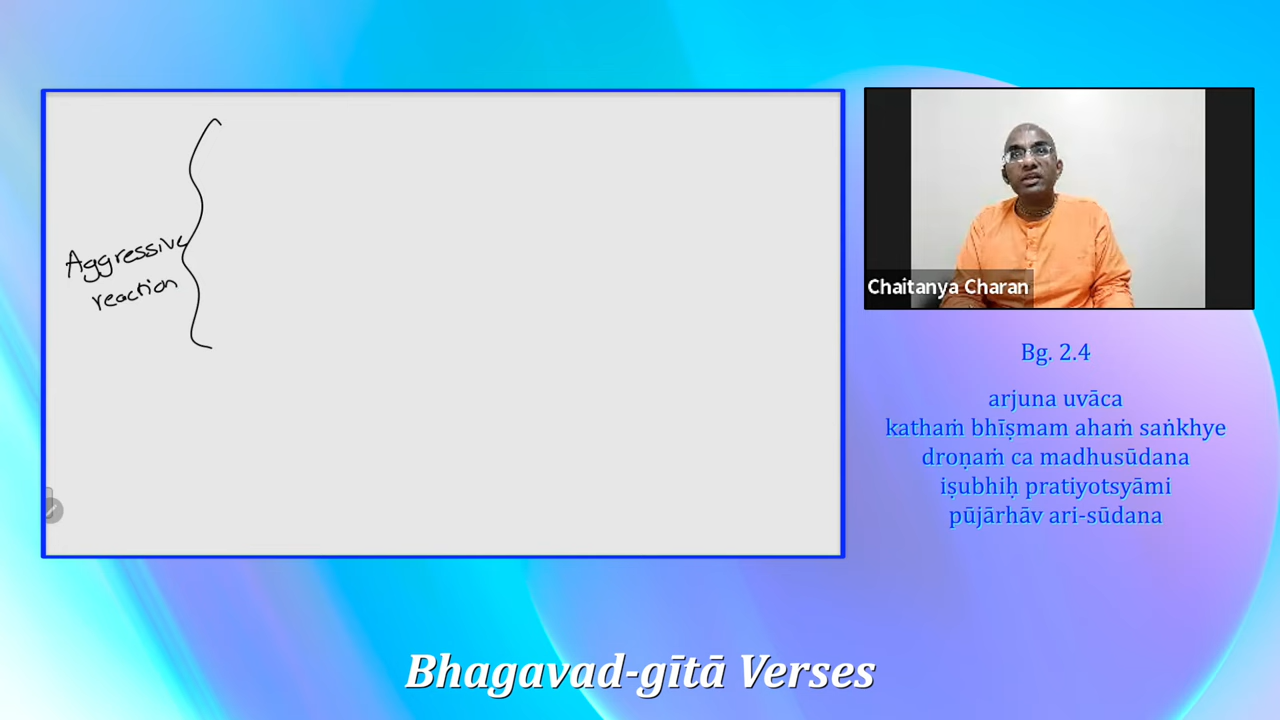 Aggressive
reaction
Chaitanya Charan
Bg. 2.4
arjuna uvāca
kathaṁ bhīṣmam ahaṁ saṅkhye
droṇaṁ ca madhusūdana
iṣubhiḥ pratiyotsyāmi
pūjārhāv ari-sūdana
Bhagavad-gītā Verses